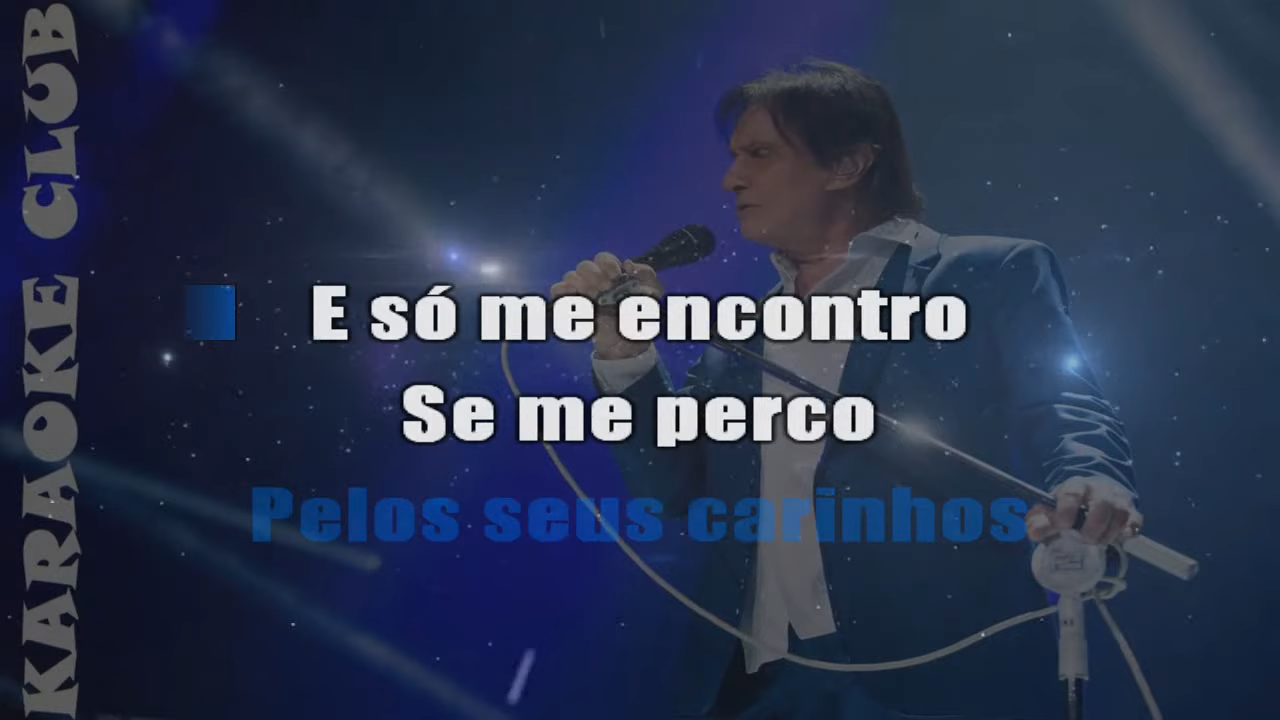 KARAOKE CLUB
E só me encontro
Se me perco
Pelos seus carinhos